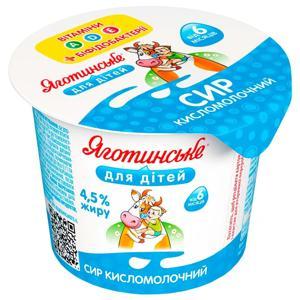 ВІТАМІНИ
A D E
+ БІФІДОБАКТЕРІЇ
Яготинське
для дітей
від 6 місяців
СИР
КИСЛОМОЛОЧНИЙ
Яготинське
для дітей
4,5%
жиру
від 6 місяців
СИР КИСЛОМОЛОЧНИЙ